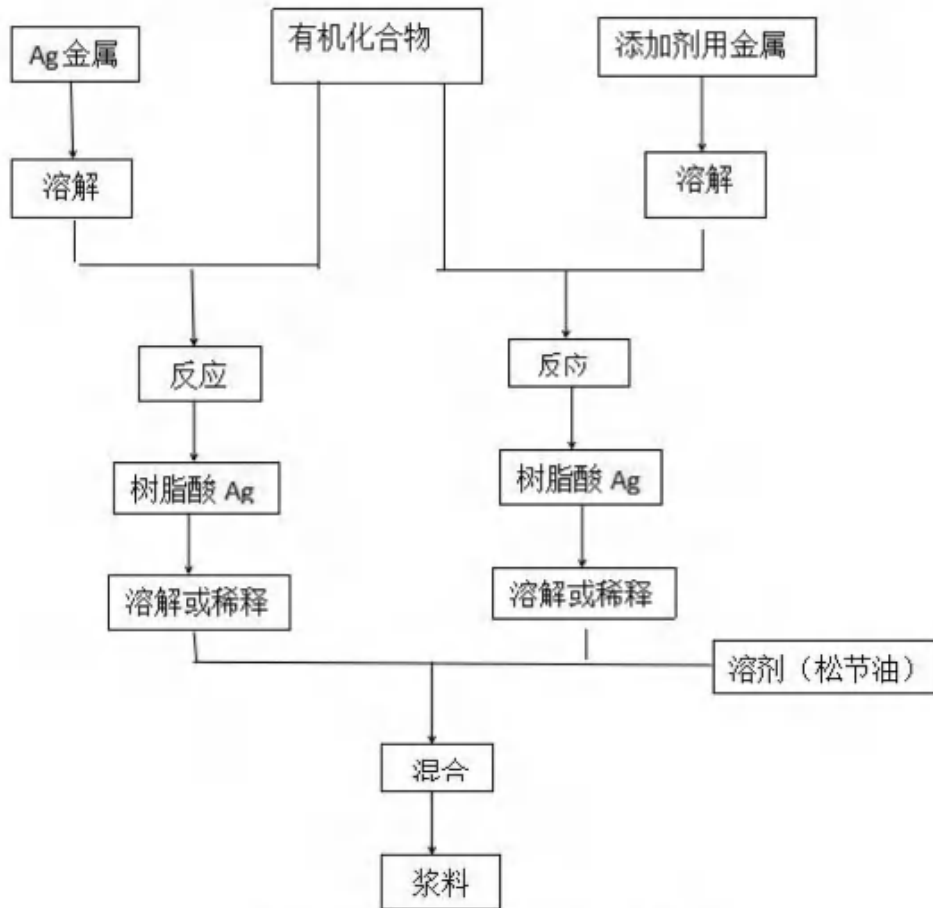 Ag金属
有机化合物
添加剂用金属
溶解
溶解
反应
反应
树脂酸 Ag
树脂酸 Ag
溶解或稀释
溶解或稀释
溶剂（松节油）
混合
浆料